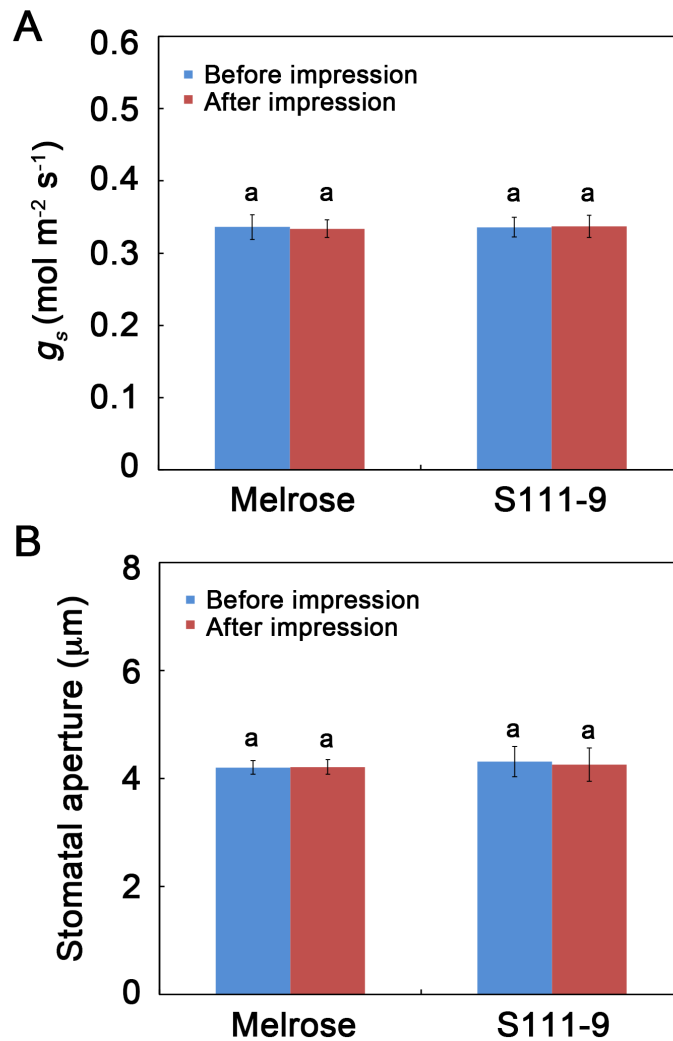 A
0.6
0.5
0.4
0.3
0.2
0.1
0
gs (mol m-2 s-1)
Before impression
After impression
a a a a
Melrose S111-9
B
8
6
4
2
0
Stomatal aperture (μm)
Before impression
After impression
a a a a
Melrose S111-9